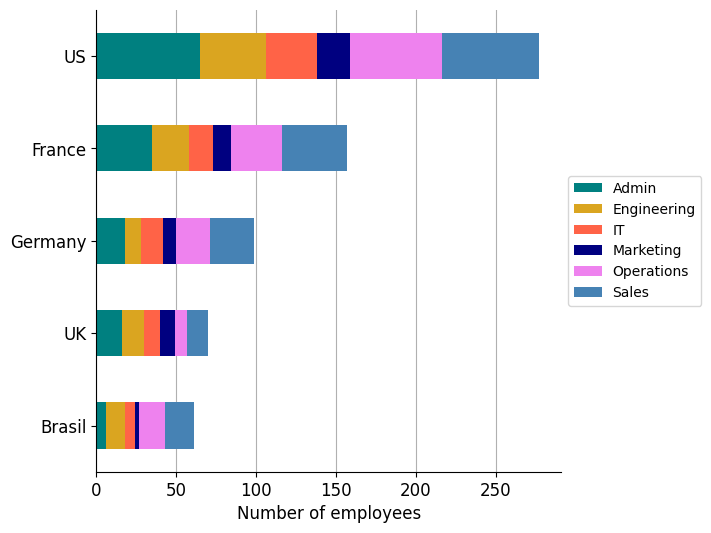 US
France
Germany
UK
Brasil
0 50 100 150 200 250
Number of employees
Admin
Engineering
IT
Marketing
Operations
Sales